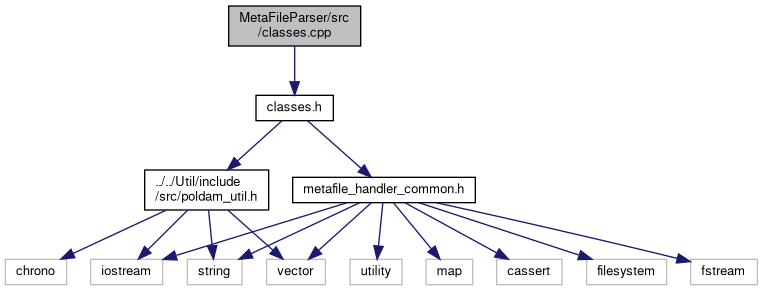 MetaFileParser/src
/classes.cpp
classes.h
../../Util/include
/src/poldam_util.h
metafile_handler_common.h
chrono
iostream
string
vector
utility
map
cassert
filesystem
fstream